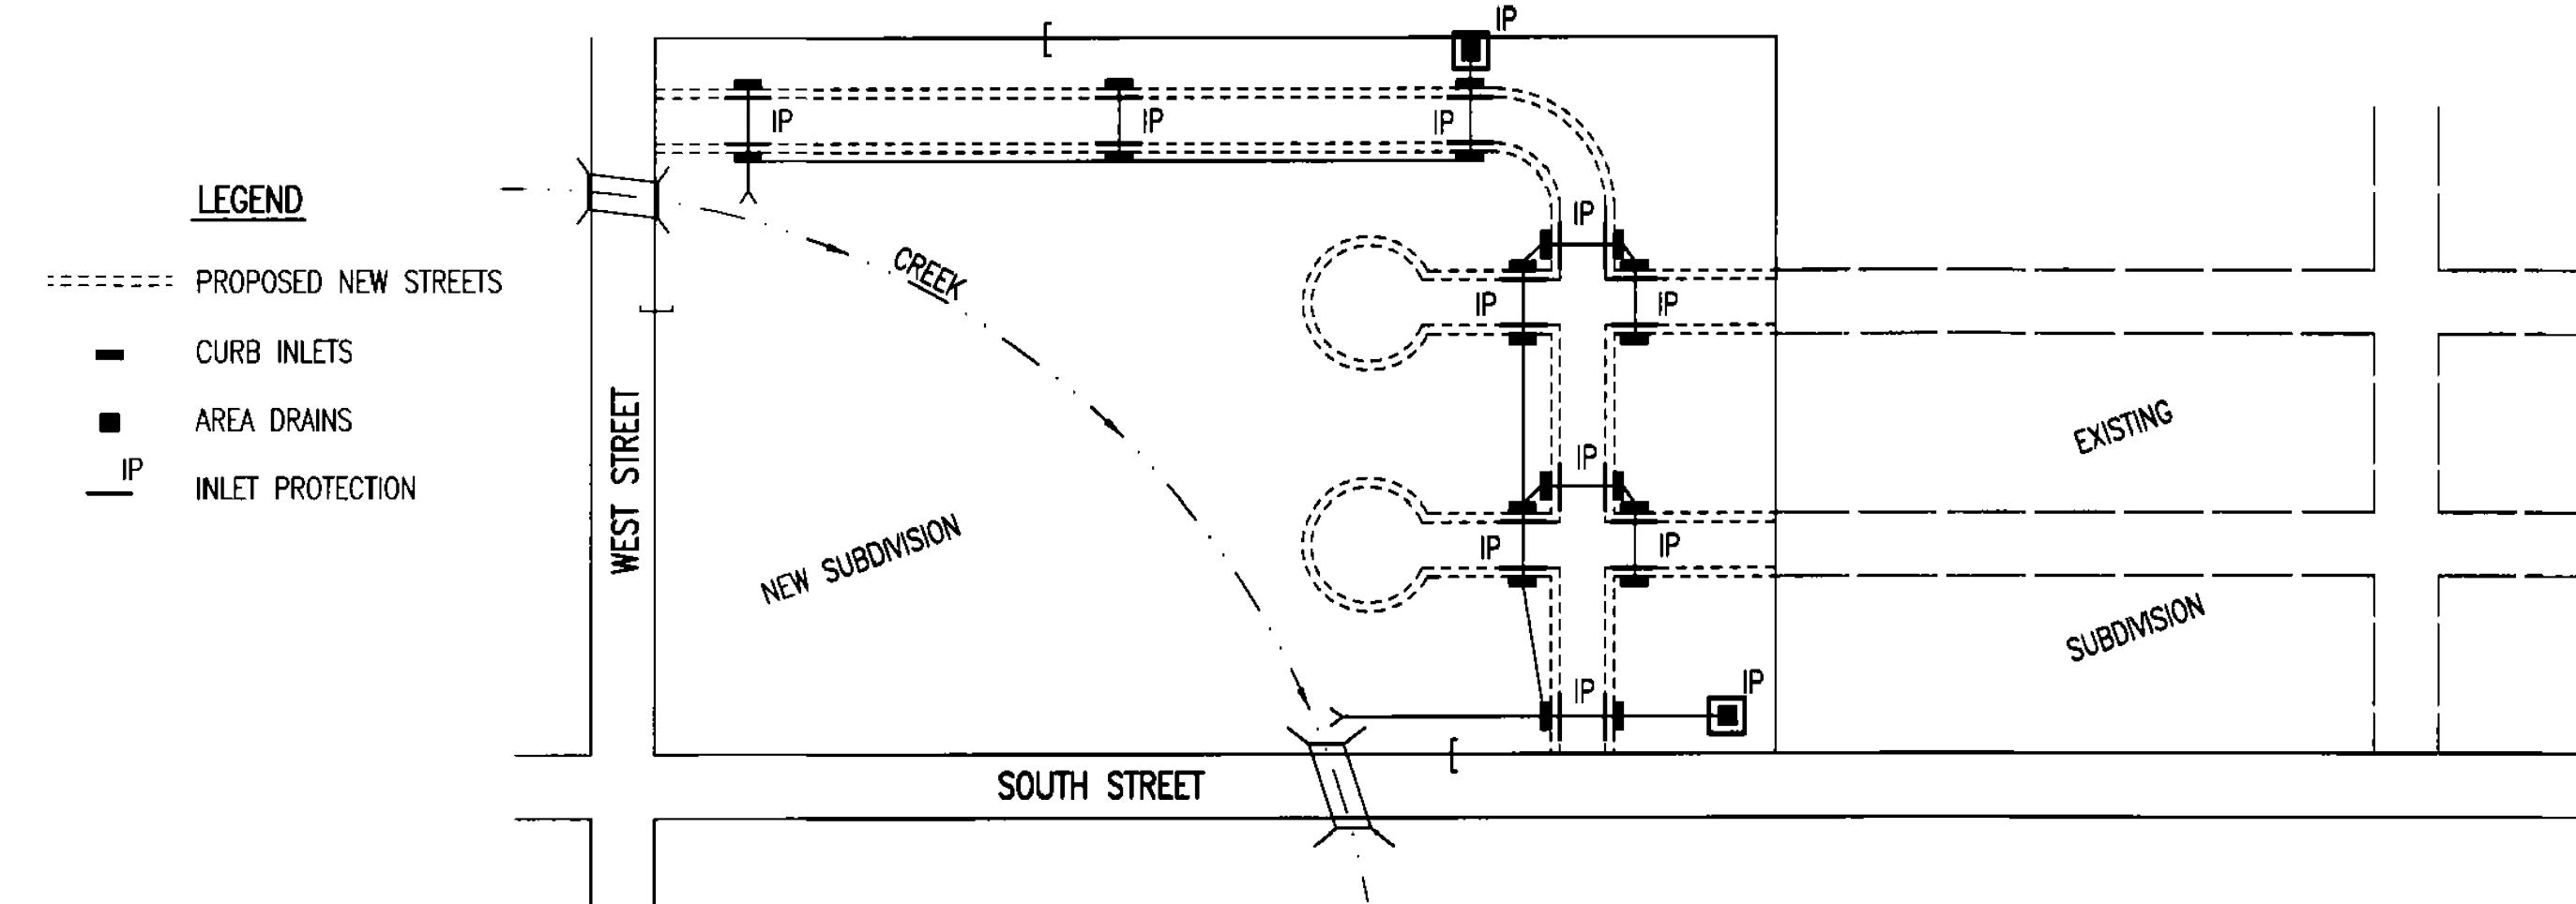 LEGEND
PROPOSED NEW STREETS
CURB INLETS
AREA DRAINS
IP
INLET PROTECTION
WEST STREET
IP
IP
IP
IP
CREEK
IP
IP
IP
NEW SUBDIVISION
IP
IP
IP
IP
IP
SOUTH STREET
EXISTING
SUBDIVISION